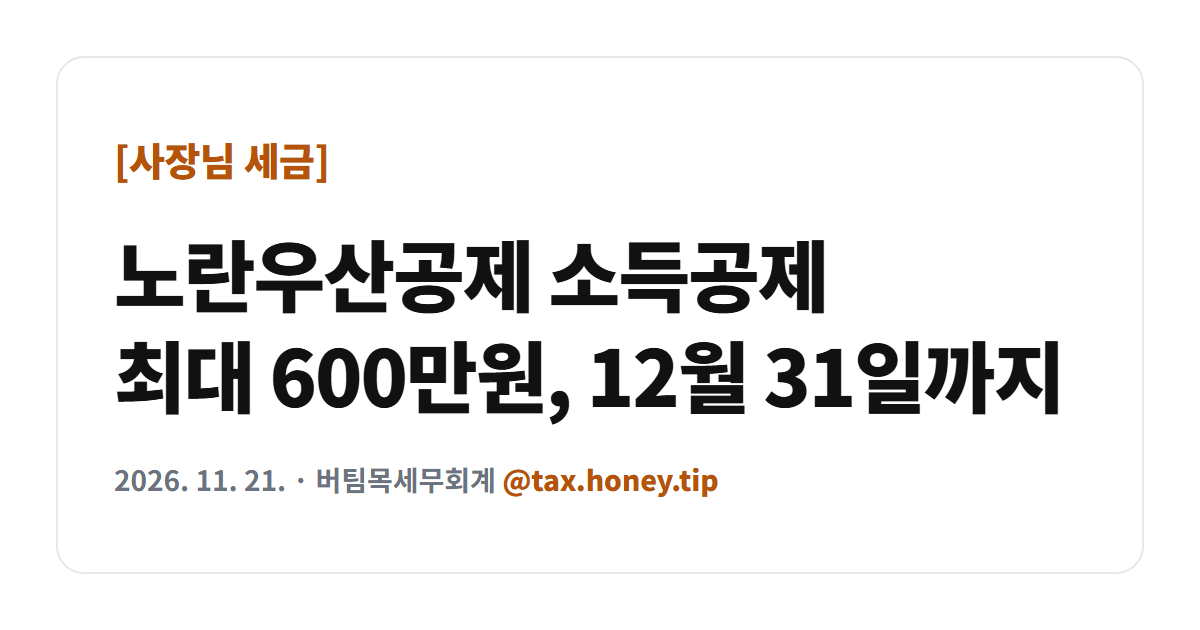 [사장님 세금]
노란우산공제 소득공제
최대 600만원, 12월 31일까지
2026. 11. 21. · 버팀목세무회계 @tax.honey.tip